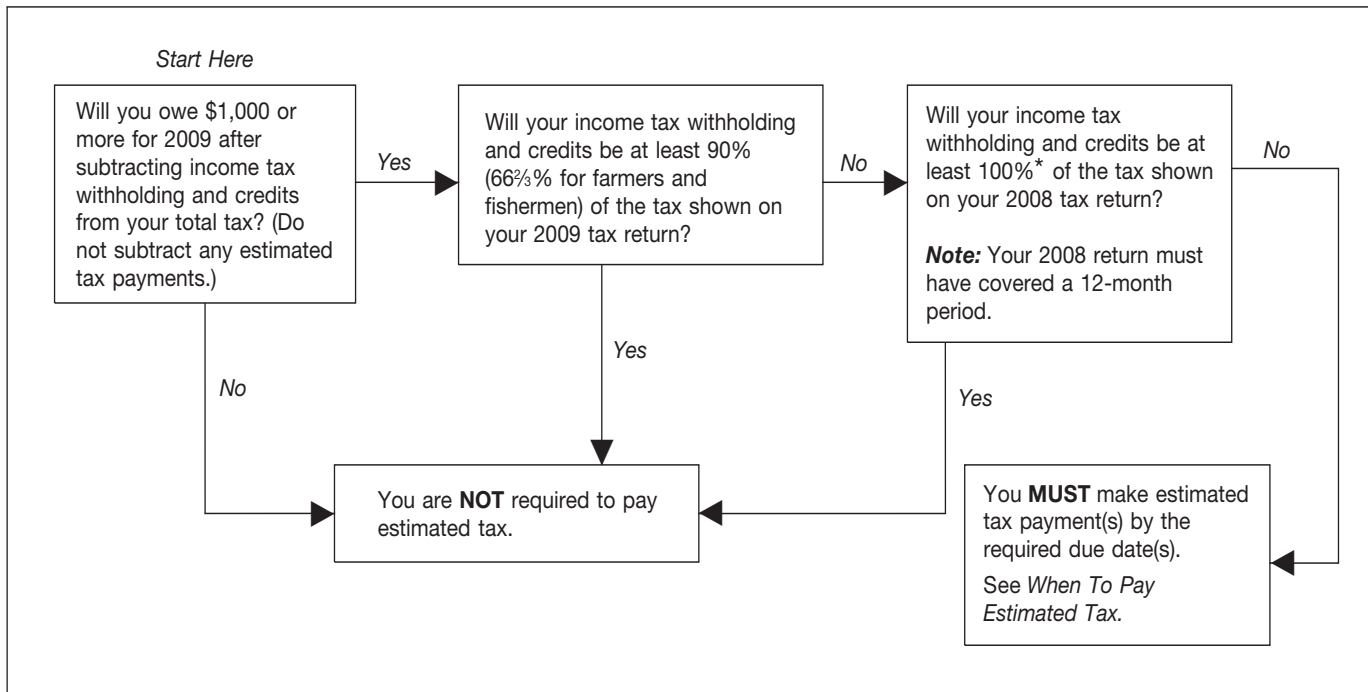 Start Here
Will you owe $1,000 or
more for 2009 after
subtracting income tax
withholding and credits
from your total tax? (Do
not subtract any estimated
tax payments.)
Yes
Will your income tax withholding
and credits be at least 90%
(66⅔% for farmers and
fishermen) of the tax shown on
your 2009 tax return?
No
Will your income tax
withholding and credits be at
least 100%* of the tax shown
on your 2008 tax return?
Note: Your 2008 return must
have covered a 12-month
period.
No
No
Yes
Yes
You are NOT required to pay
estimated tax.
You MUST make estimated
tax payment(s) by the
required due date(s).
See When To Pay
Estimated Tax.